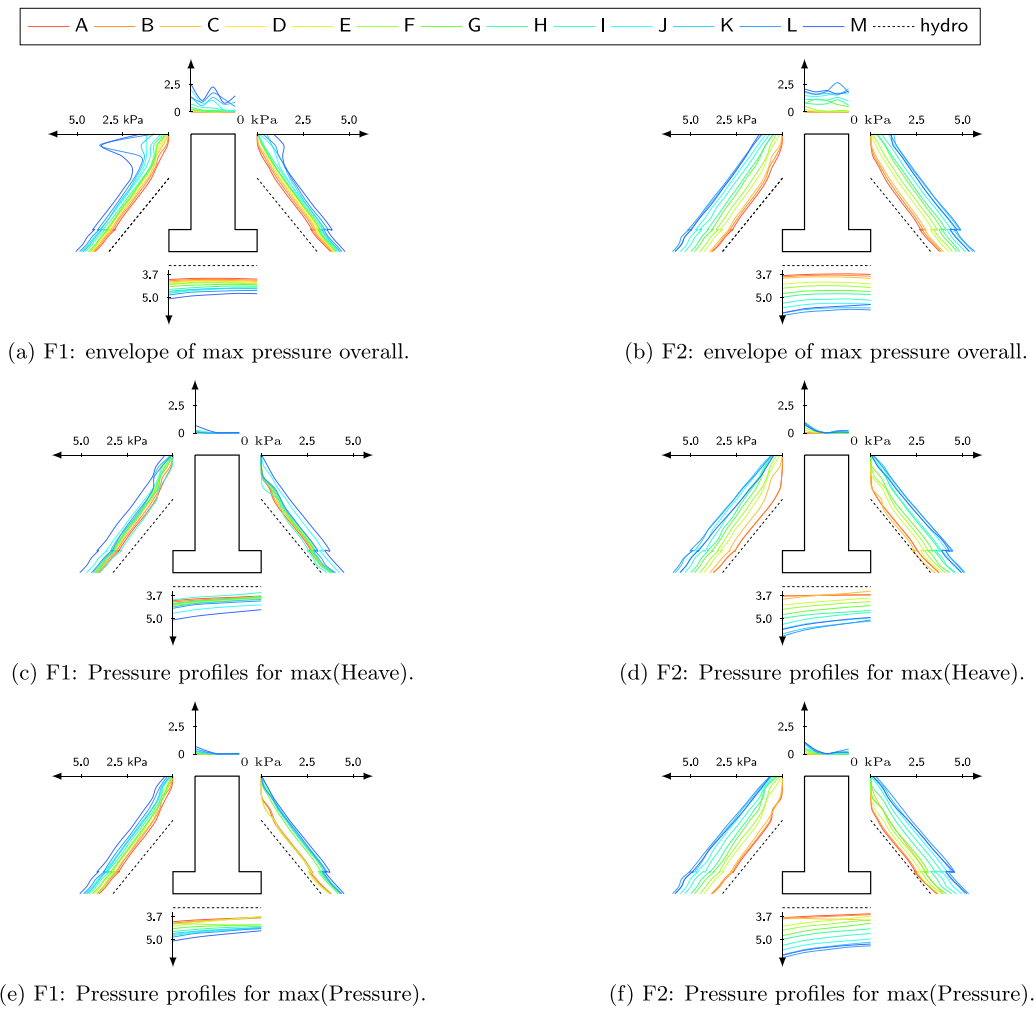 A B C D E F G H I J K L M hydro
2.5
0
5.0 2.5 kPa 0 kPa 2.5 5.0
3.7
5.0
(a) F1: envelope of max pressure overall.
2.5
0
5.0 2.5 kPa 0 kPa 2.5 5.0
3.7
5.0
(b) F2: envelope of max pressure overall.
2.5
0
5.0 2.5 kPa 0 kPa 2.5 5.0
3.7
5.0
(c) F1: Pressure profiles for max(Heave).
2.5
0
5.0 2.5 kPa 0 kPa 2.5 5.0
3.7
5.0
(d) F2: Pressure profiles for max(Heave).
2.5
0
5.0 2.5 kPa 0 kPa 2.5 5.0
3.7
5.0
(e) F1: Pressure profiles for max(Pressure).
2.5
0
5.0 2.5 kPa 0 kPa 2.5 5.0
3.7
5.0
(f) F2: Pressure profiles for max(Pressure).